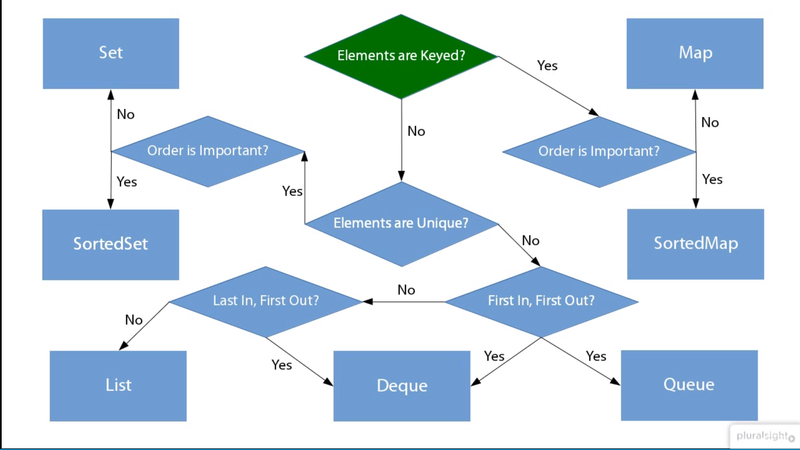 Set
Elements are Keyed?
Map
Yes
No
No
No
Order is Important?
Order is Important?
Yes
Yes
Yes
SortedSet
Elements are Unique?
SortedMap
No
Last In, First Out?
No
First In, First Out?
No
Yes
Yes
Yes
List
Deque
Queue
pluralsight